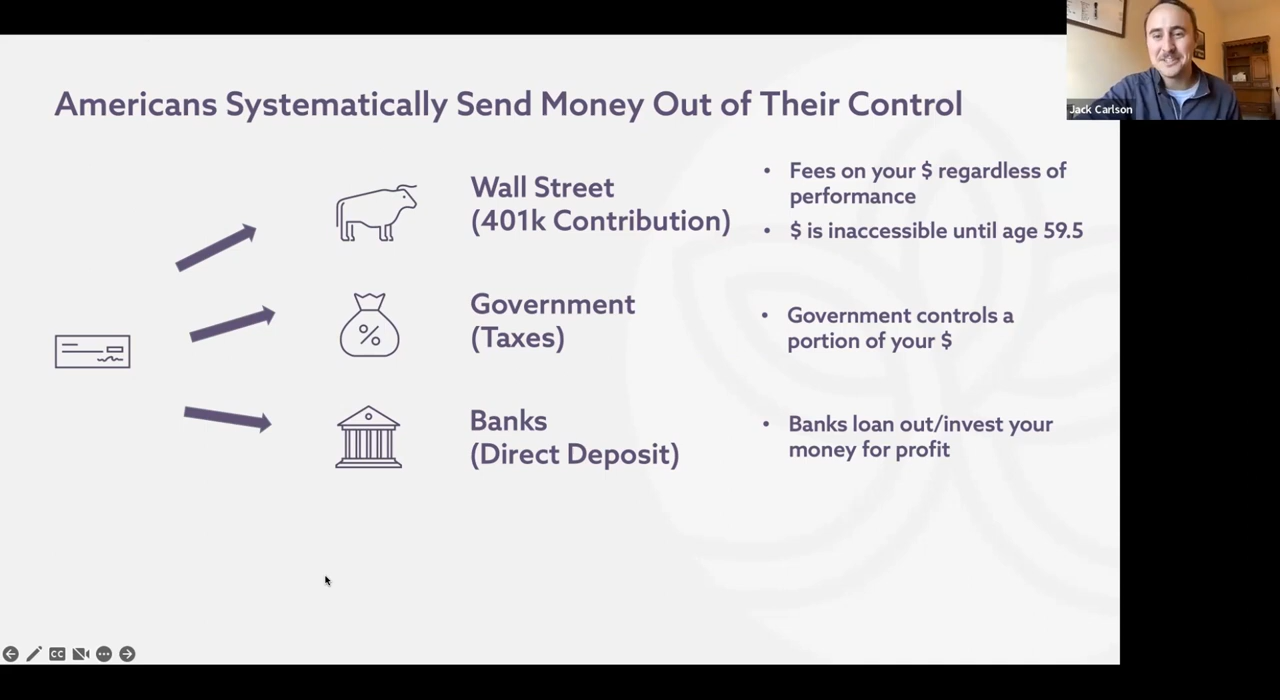 Americans Systematically Send Money Out of Their Control
Jack Carlson
Wall Street
(401k Contribution)
• Fees on your $ regardless of
performance
• $ is inaccessible until age 59.5
%
Government
(Taxes)
• Government controls a
portion of your $
Banks
(Direct Deposit)
• Banks loan out/invest your
money for profit
CC